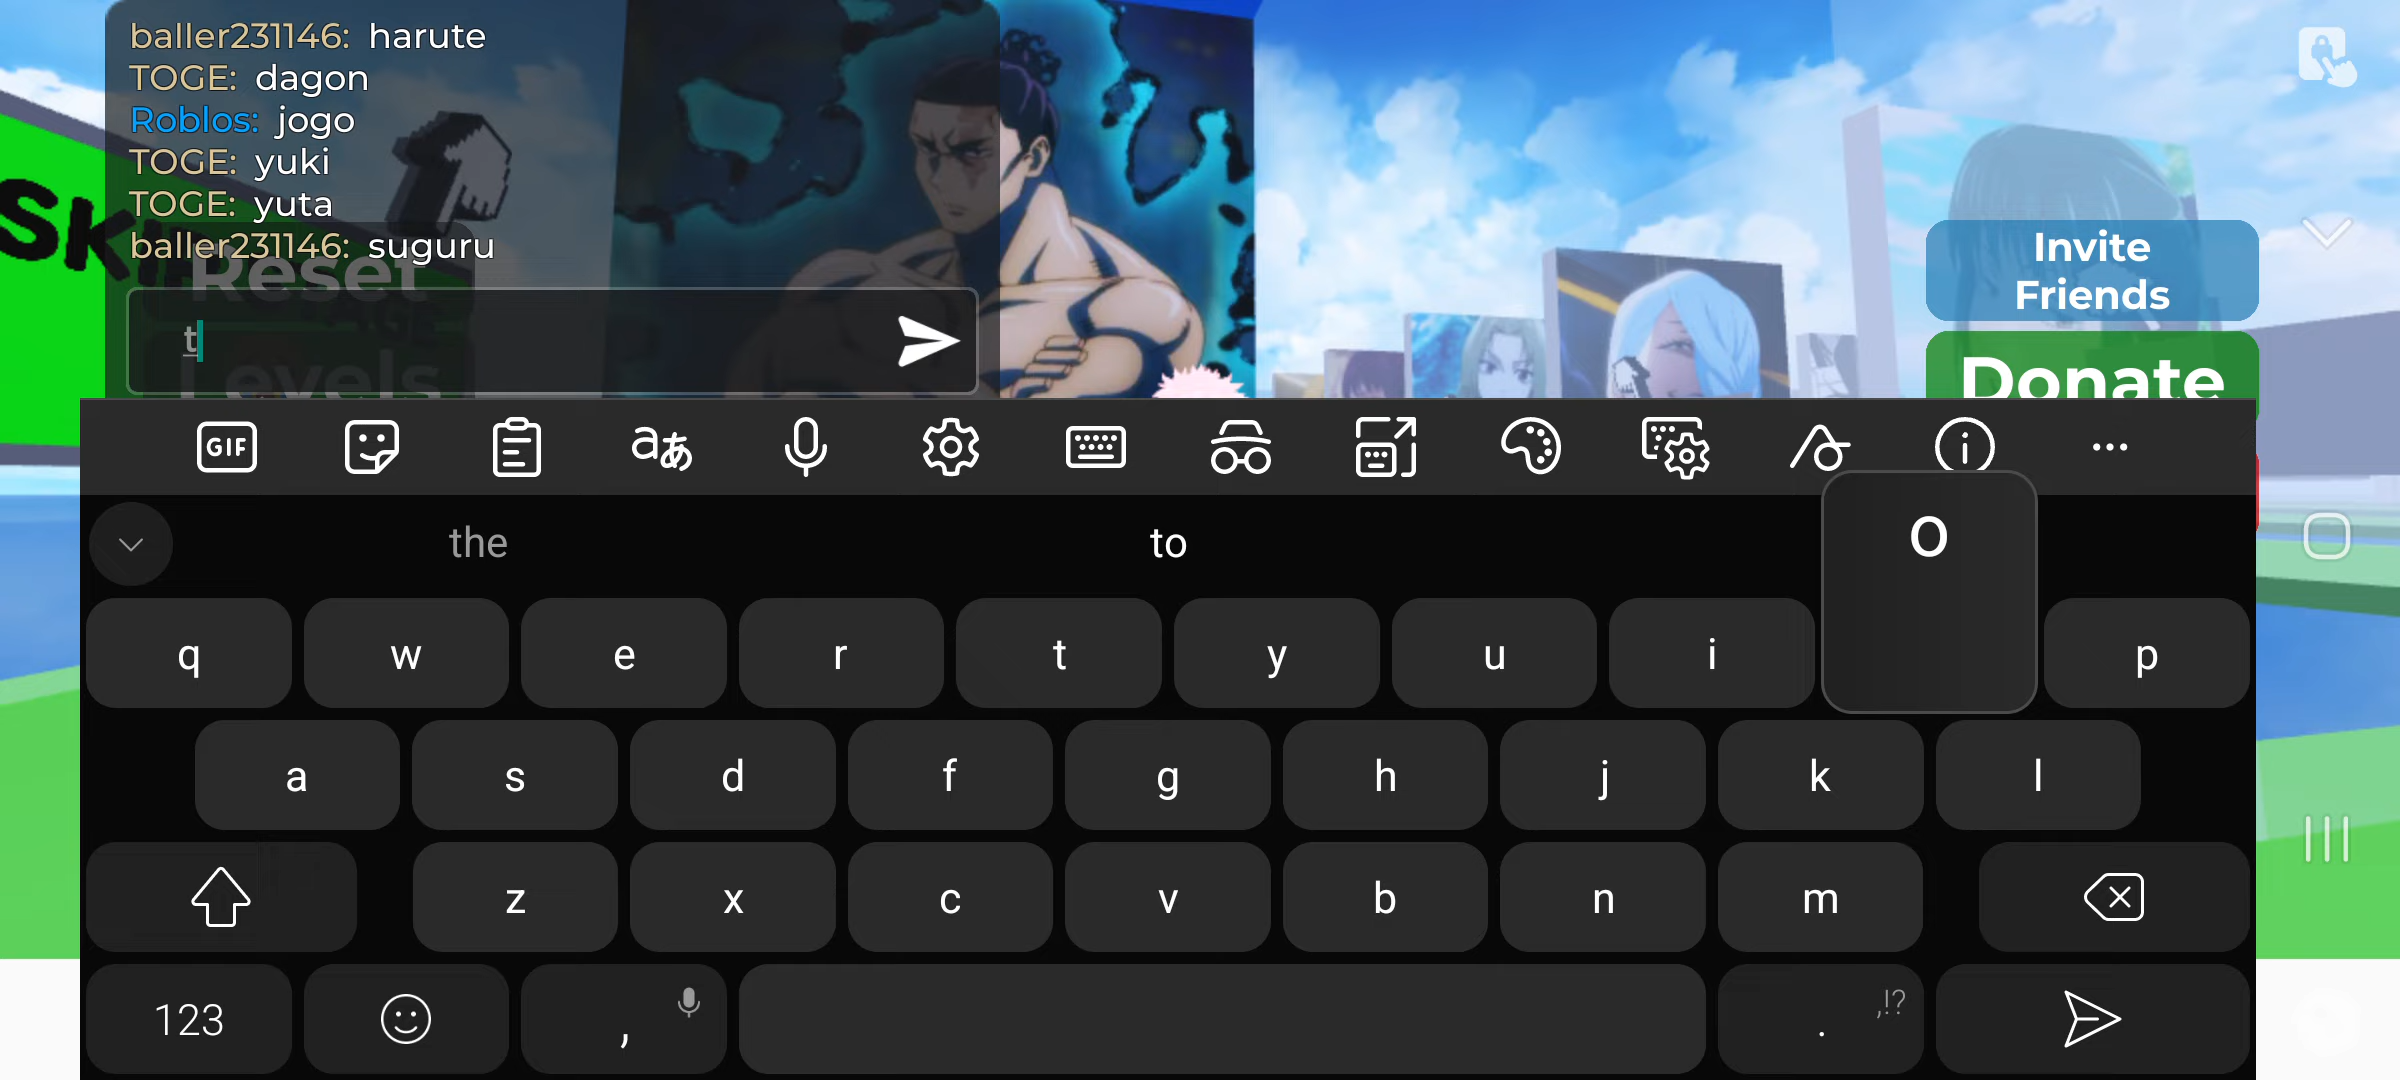 baller231146: harute
TOGE: dagon
Roblos: jogo
TOGE: yuki
TOGE: yuta
baller231146: suguru
Reset
Levels
t
Invite
Friends
Donate
GIF
aあ
the
to
o
q w e r t y u i p
a s d f g h j k l
z x c v b n m
123 , . ,!?